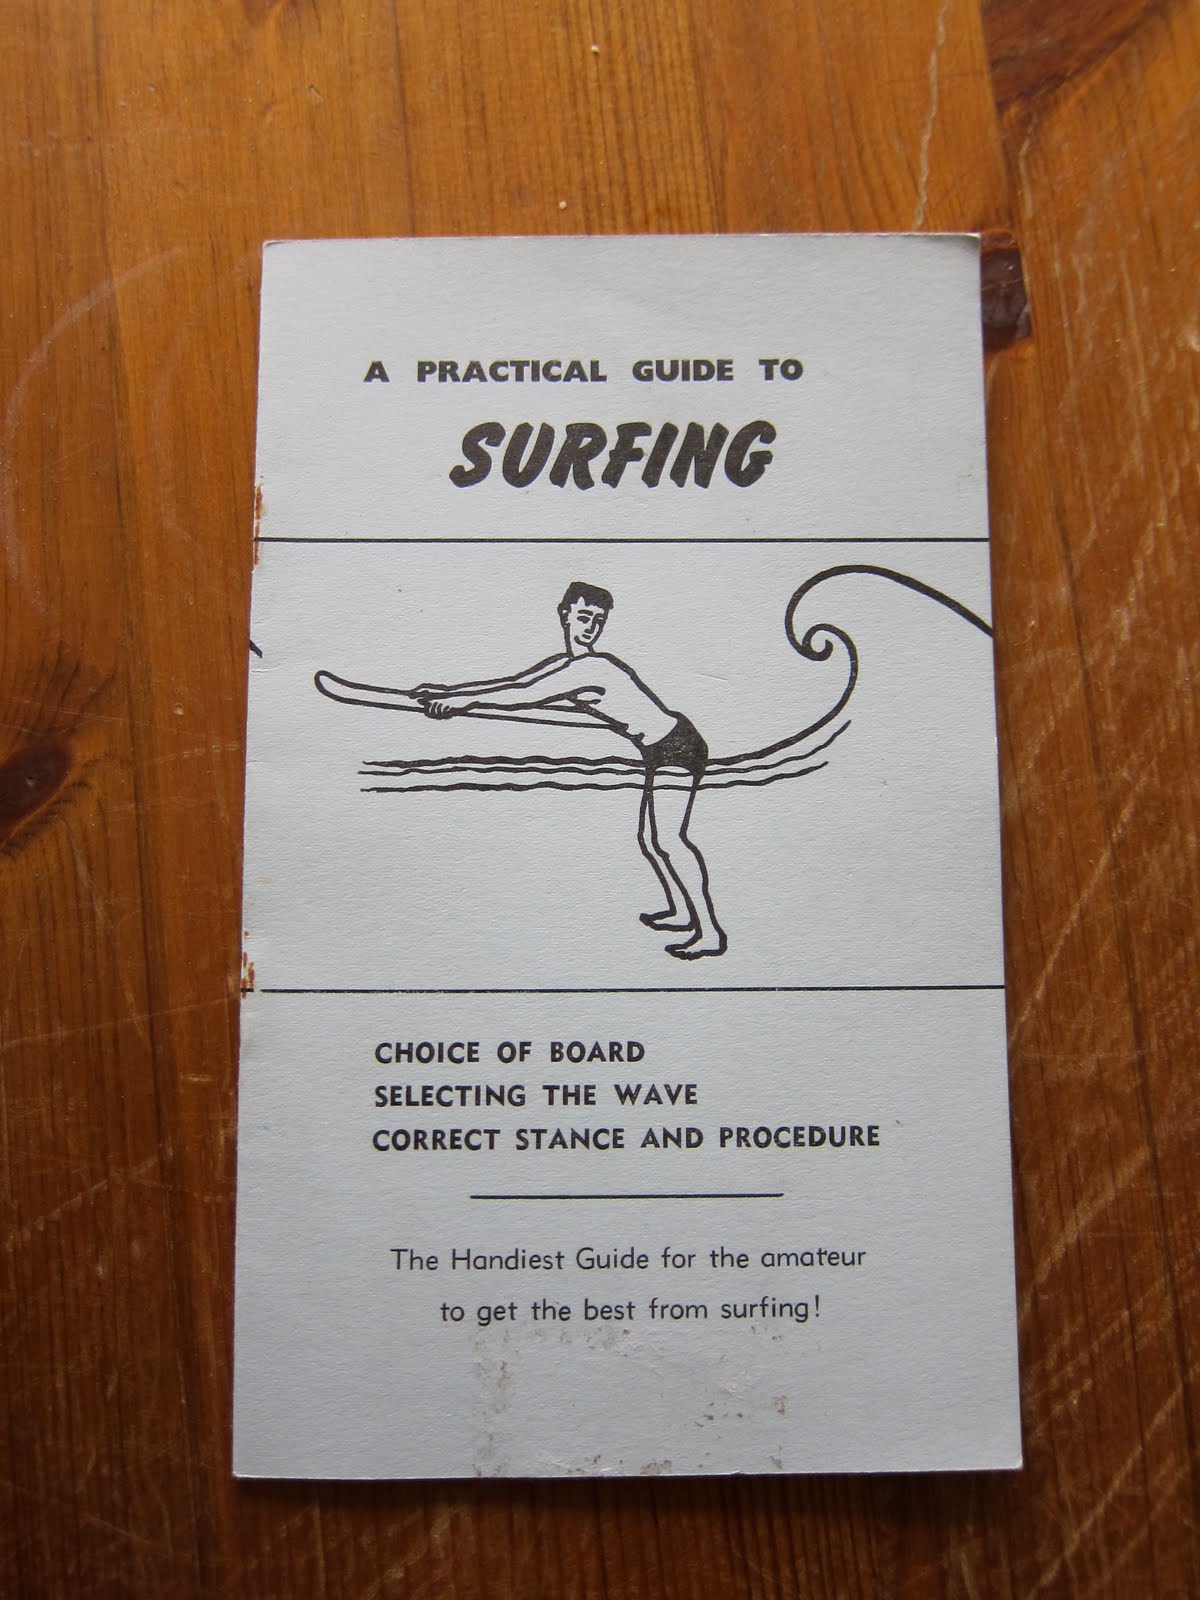 A PRACTICAL GUIDE TO
SURFING
CHOICE OF BOARD
SELECTING THE WAVE
CORRECT STANCE AND PROCEDURE
The Handiest Guide for the amateur
to get the best from surfing!